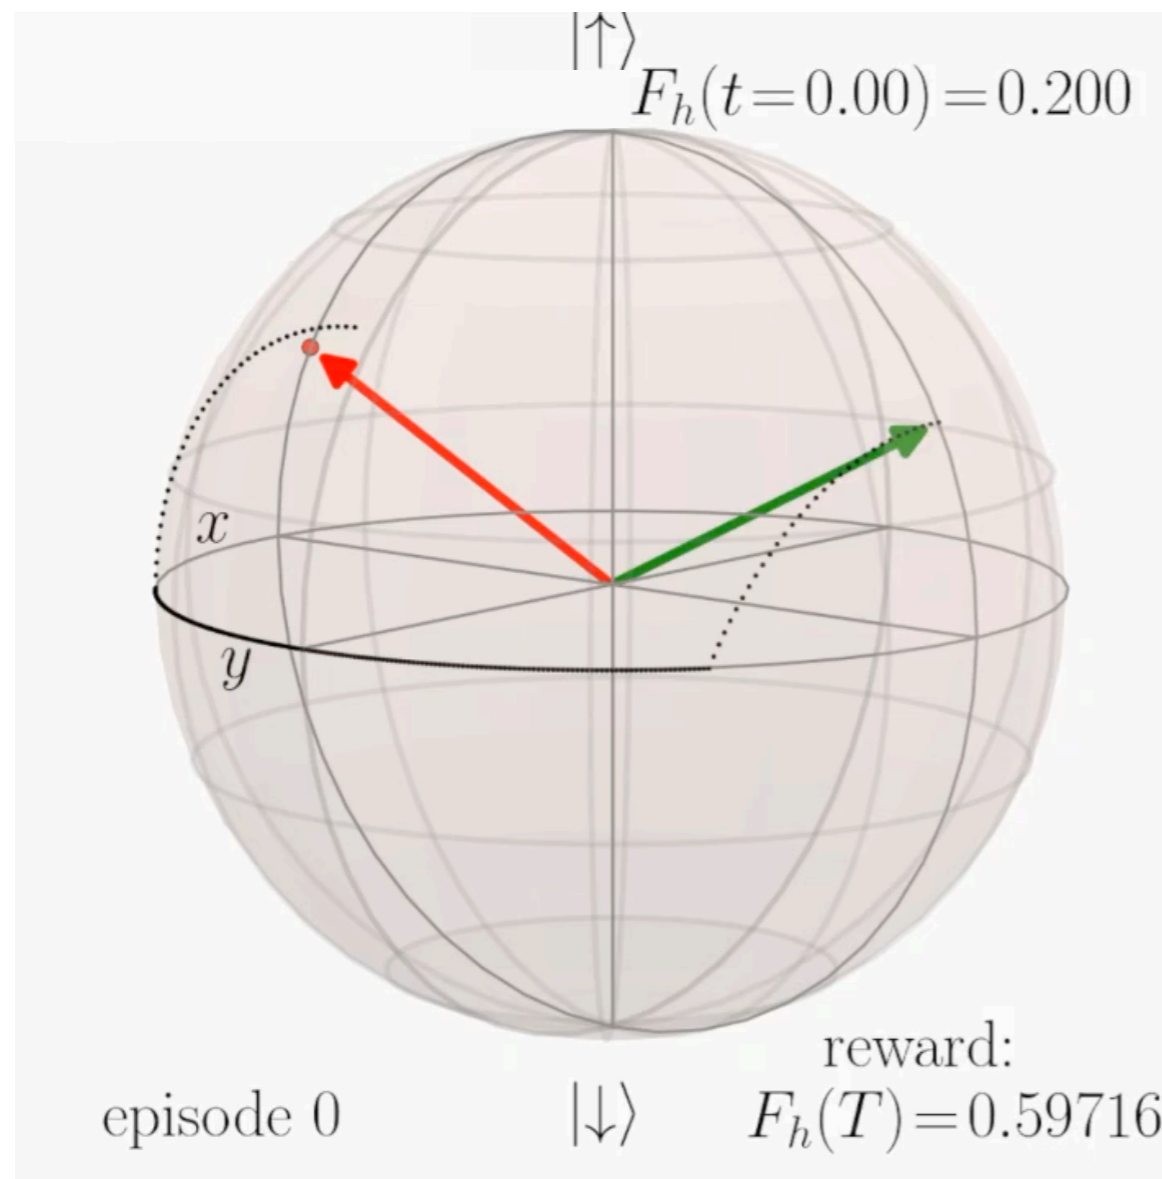 |↑⟩
F_h(t=0.00)=0.200
x
y
reward:
episode 0
|↓⟩
F_h(T)=0.59716